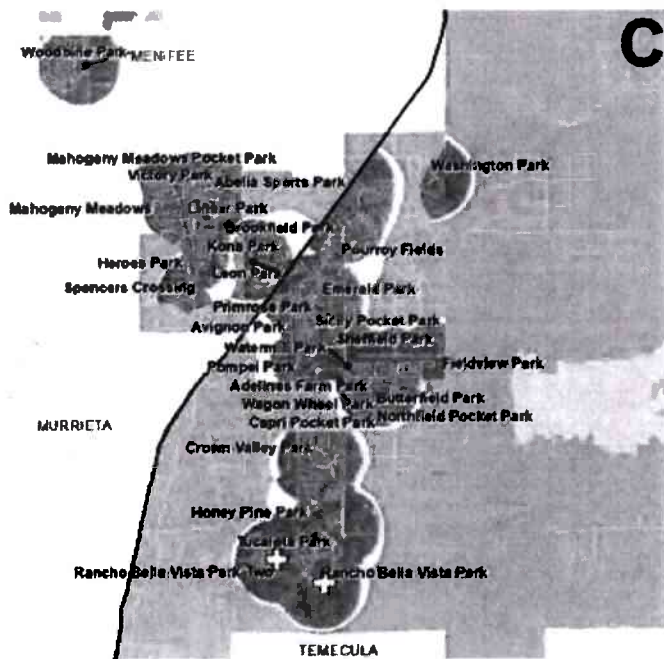 C
Woodbine Park
MENIFEE
Mahogany Meadows Pocket Park
Washington Park
Victory Park
Abelia Sports Park
Mahogany Meadows
Linear Park
Brookfield Park
Kona Park
Pourroy Fields
Heroes Park
Leon Park
Spencers Crossing
Emerald Park
Primrose Park
Avignon Park
Sicily Pocket Park
Sheffield Park
Pompei Park
Fieldview Park
Adelines Farm Park
Butterfield Park
Wagon Wheel Park
Northfield Pocket Park
Capri Pocket Park
MURRIETA
Crown Valley Park
Honey Pine Park
Tucalota Park
Rancho Bella Vista Park Two
Rancho Bella Vista Park
TEMECULA